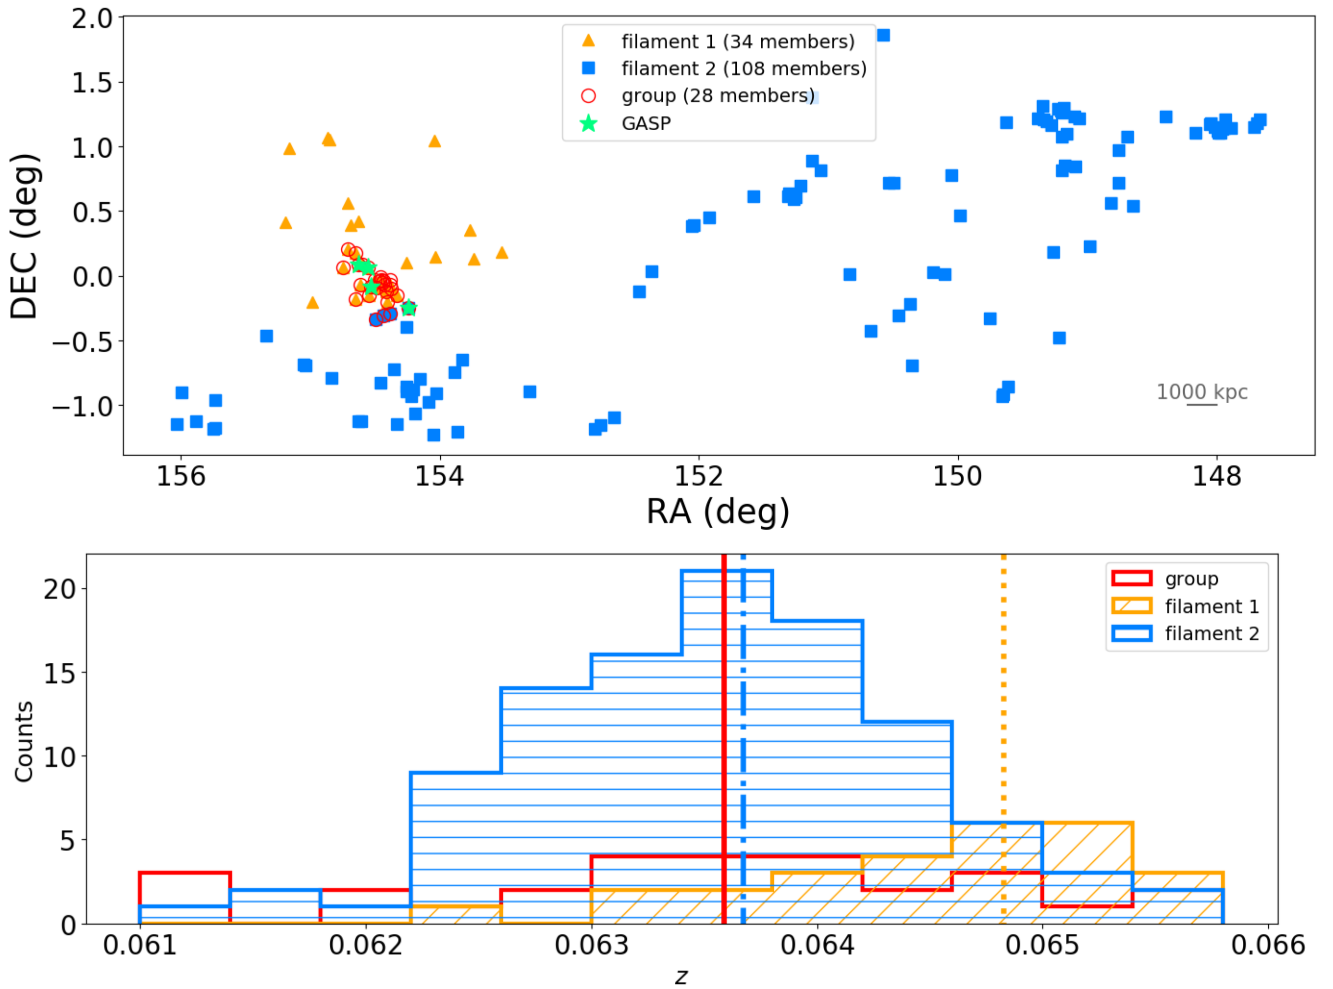 2.0
1.5
1.0
0.5
0.0
−0.5
−1.0
DEC (deg)
filament 1 (34 members)
filament 2 (108 members)
group (28 members)
GASP
1000 kpc
156 154 152 150 148
RA (deg)
20
15
10
5
0
Counts
group
filament 1
filament 2
0.061 0.062 0.063 0.064 0.065 0.066
z